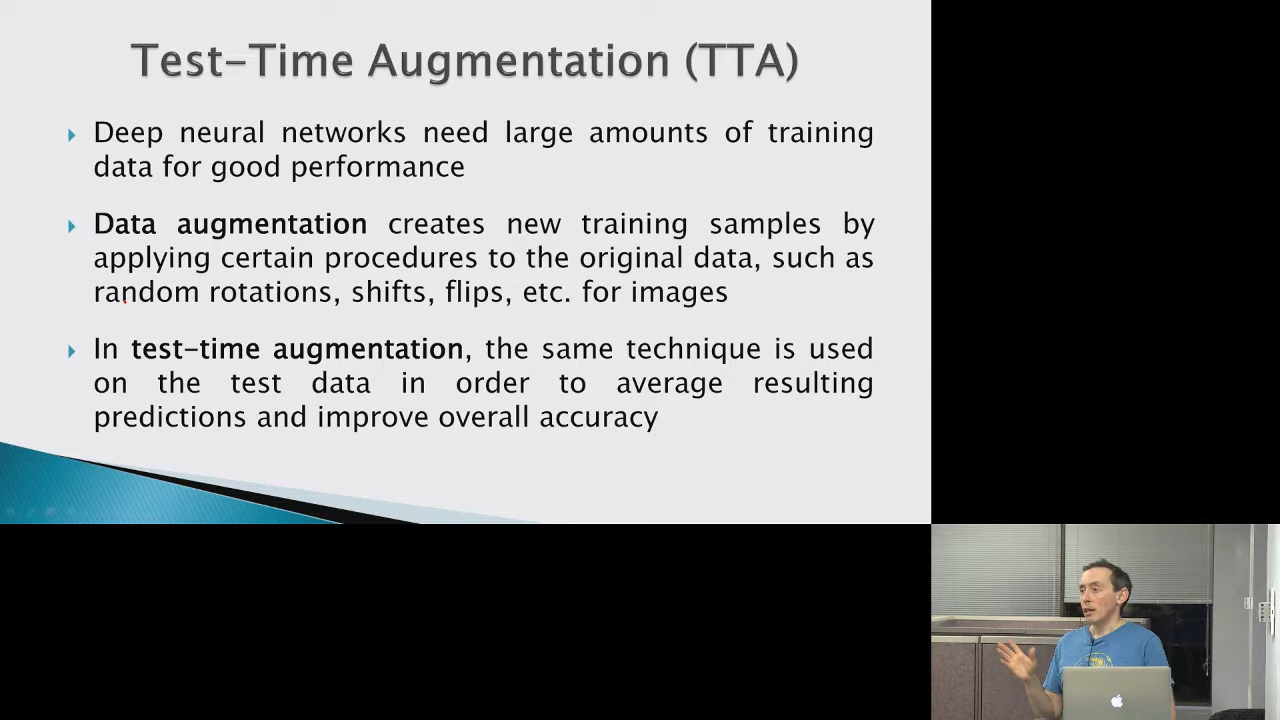 Test-Time Augmentation (TTA)
Deep neural networks need large amounts of training
data for good performance
Data augmentation creates new training samples by
applying certain procedures to the original data, such as
random rotations, shifts, flips, etc. for images
In test-time augmentation, the same technique is used
on the test data in order to average resulting
predictions and improve overall accuracy